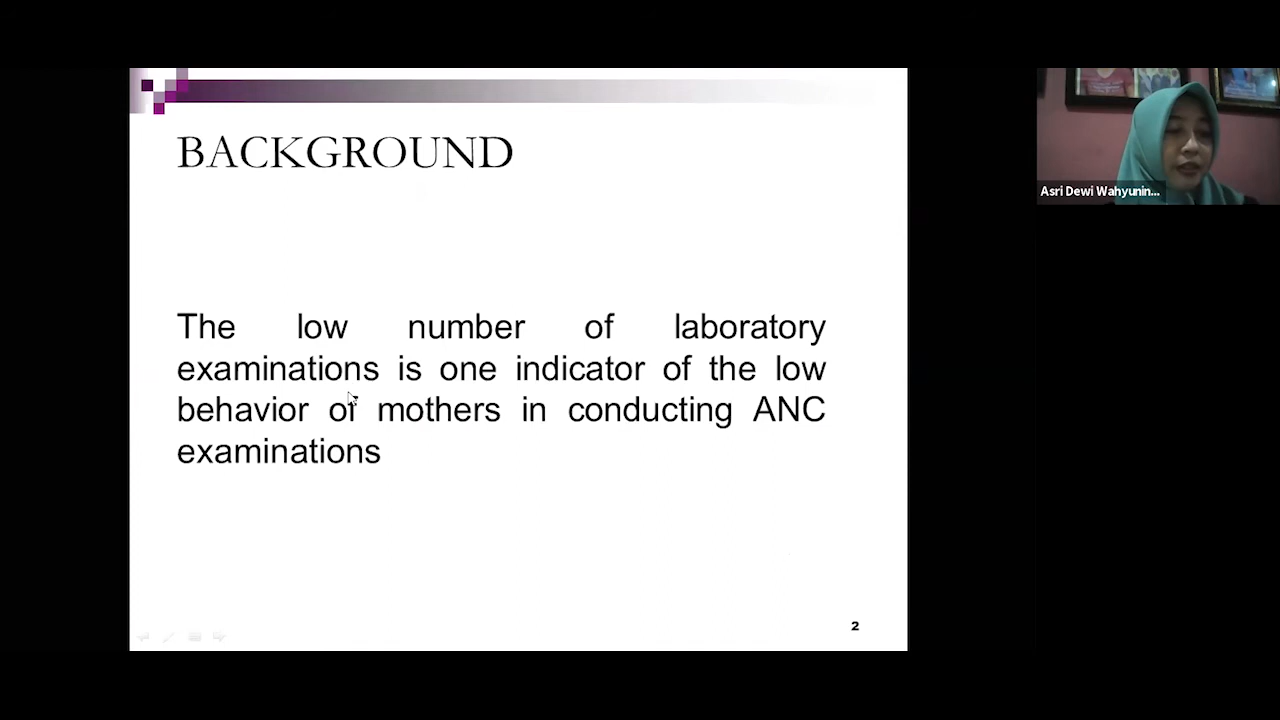 BACKGROUND
The low number of laboratory
examinations is one indicator of the low
behavior of mothers in conducting ANC
examinations
2
Asri Dewi Wahyunin...